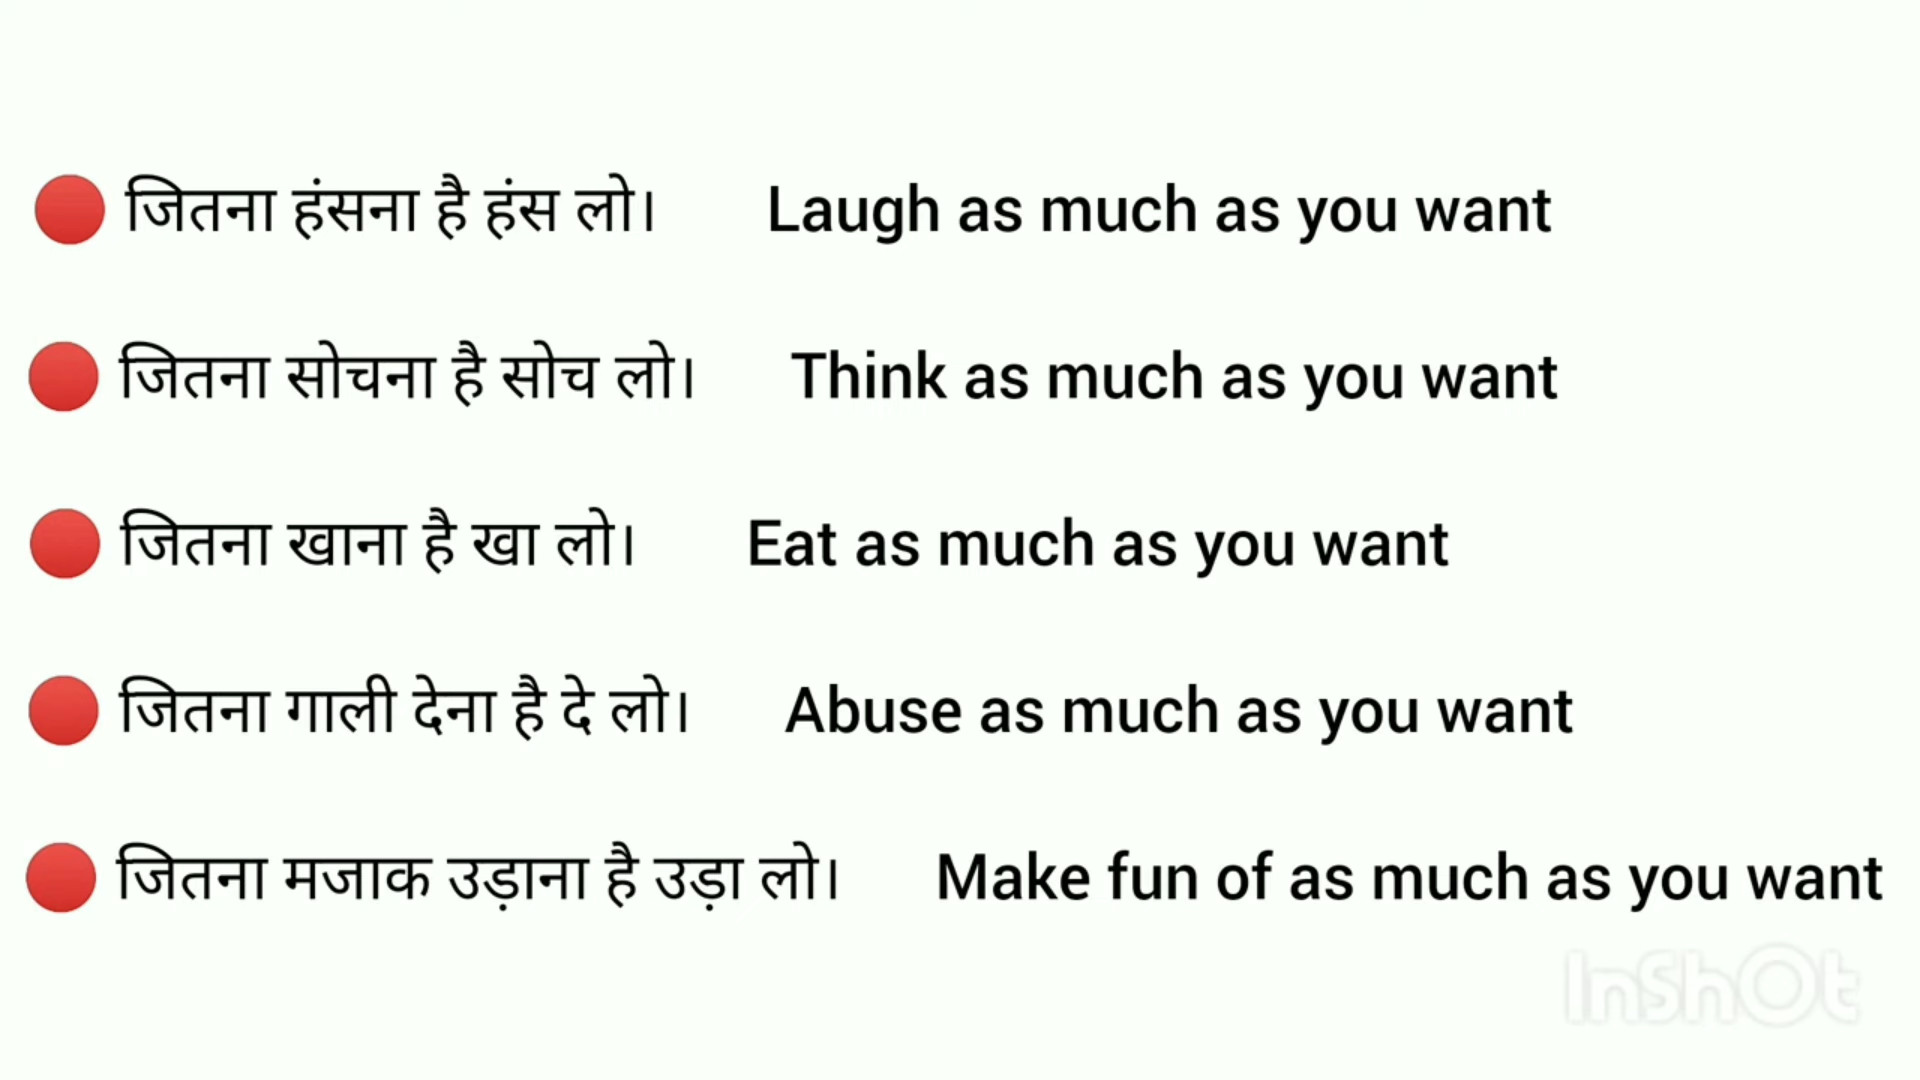 जितना हंसना है हंस लो। Laugh as much as you want
जितना सोचना है सोच लो। Think as much as you want
जितना खाना है खा लो। Eat as much as you want
जितना गाली देना है दे लो। Abuse as much as you want
जितना मजाक उड़ाना है उड़ा लो। Make fun of as much as you want
InShOt